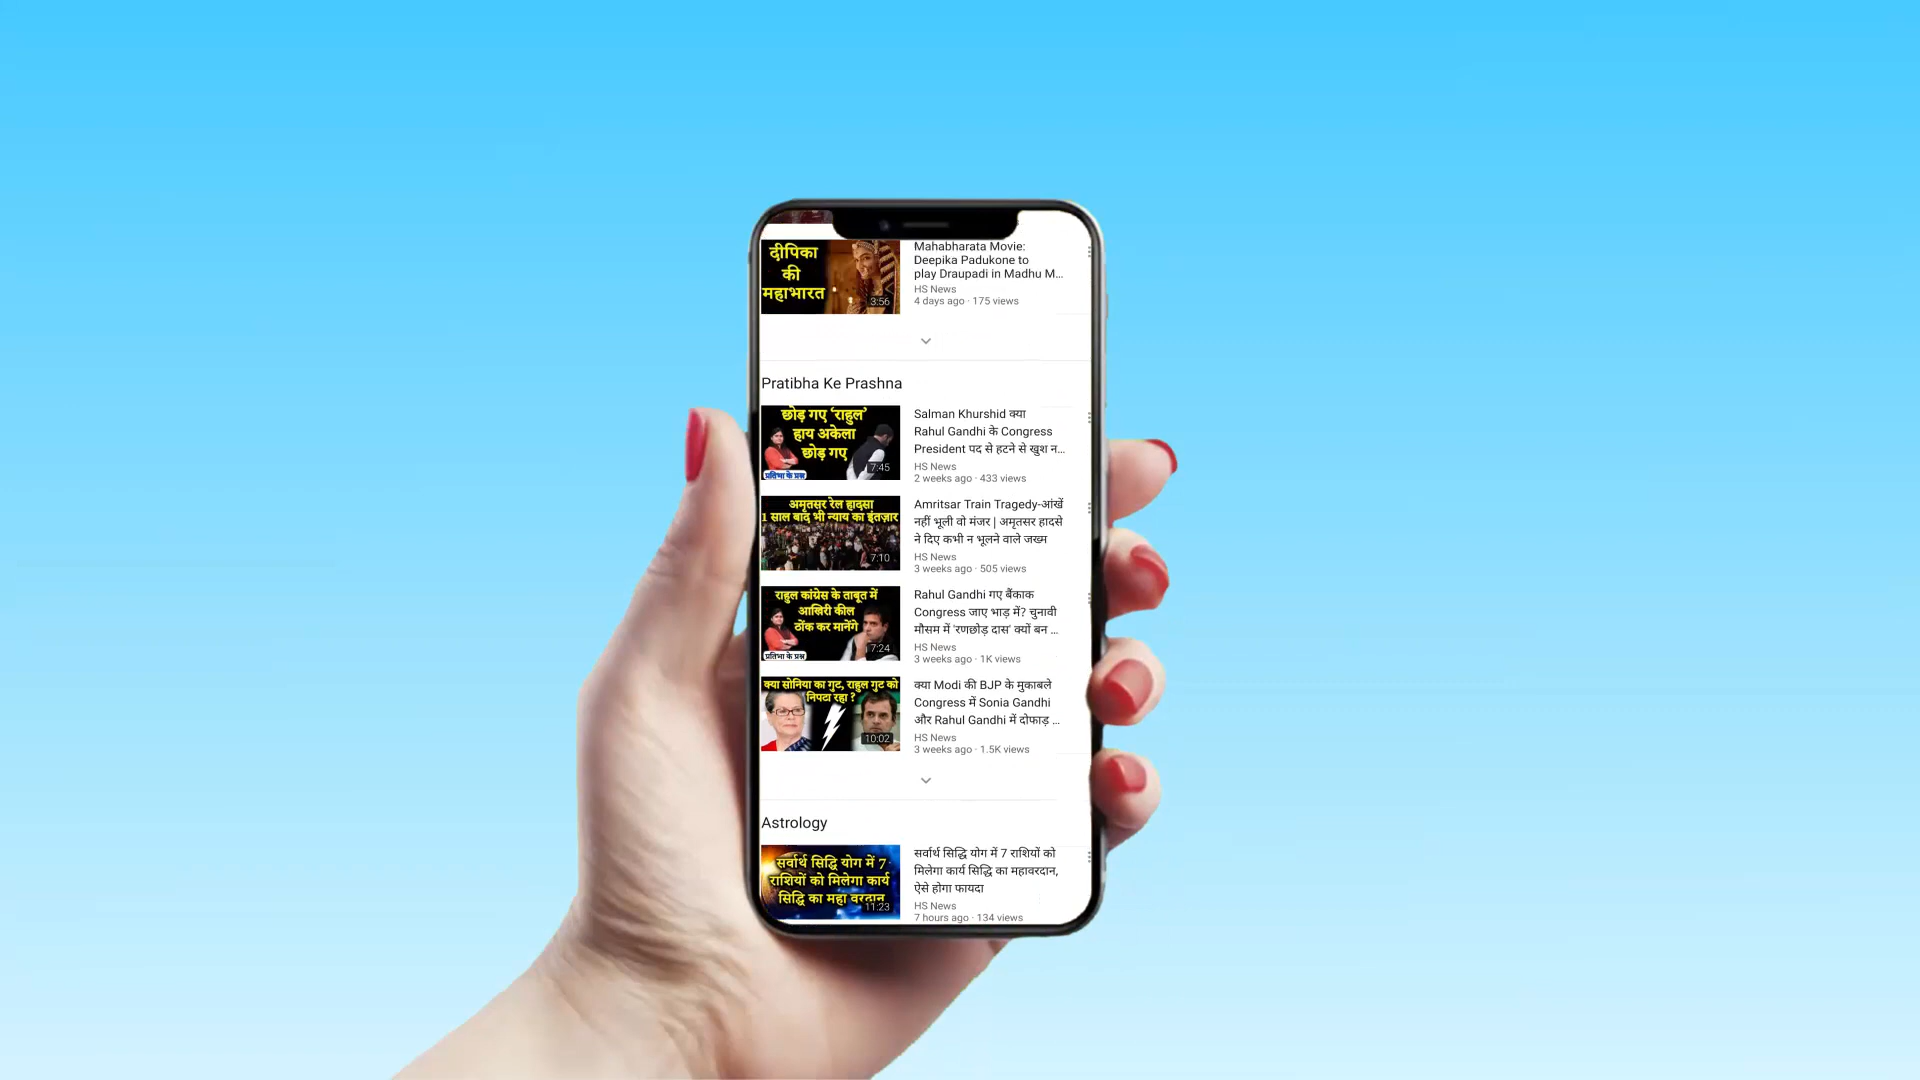 दीपिका
की
महाभारत
3:56
Mahabharata Movie:
Deepika Padukone to
play Draupadi in Madhu M...
HS News
4 days ago · 175 views
Pratibha Ke Prashna
छोड़ गए ‘राहुल’
हाय अकेला
छोड़ गए
प्रतिभा के प्रश्न
7:45
Salman Khurshid क्या
Rahul Gandhi के Congress
President पद से हटने से खुश न...
HS News
2 weeks ago · 433 views
अमृतसर रेल हादसा
1 साल बाद भी न्याय का इंतज़ार
7:10
Amritsar Train Tragedy-आंखें
नहीं भूली वो मंजर | अमृतसर हादसे
ने दिए कभी न भूलने वाले जख्म
HS News
3 weeks ago · 505 views
राहुल कांग्रेस के ताबूत में
आखिरी कील
ठोंक कर मानेंगे
प्रतिभा के प्रश्न
7:24
Rahul Gandhi गए बैंकाक
Congress जाए भाड़ में? चुनावी
मौसम में 'रणछोड़ दास' क्यों बन ...
HS News
3 weeks ago · 1K views
क्या सोनिया का गुट, राहुल गुट को
निपटा रहा ?
10:02
क्या Modi की BJP के मुकाबले
Congress में Sonia Gandhi
और Rahul Gandhi में दोफाड़ ...
HS News
3 weeks ago · 1.5K views
Astrology
सर्वार्थ सिद्धि योग में 7
राशियों को मिलेगा कार्य
सिद्धि का महा वरदान
11:23
सर्वार्थ सिद्धि योग में 7 राशियों को
मिलेगा कार्य सिद्धि का महावरदान,
ऐसे होगा फायदा
HS News
7 hours ago · 134 views